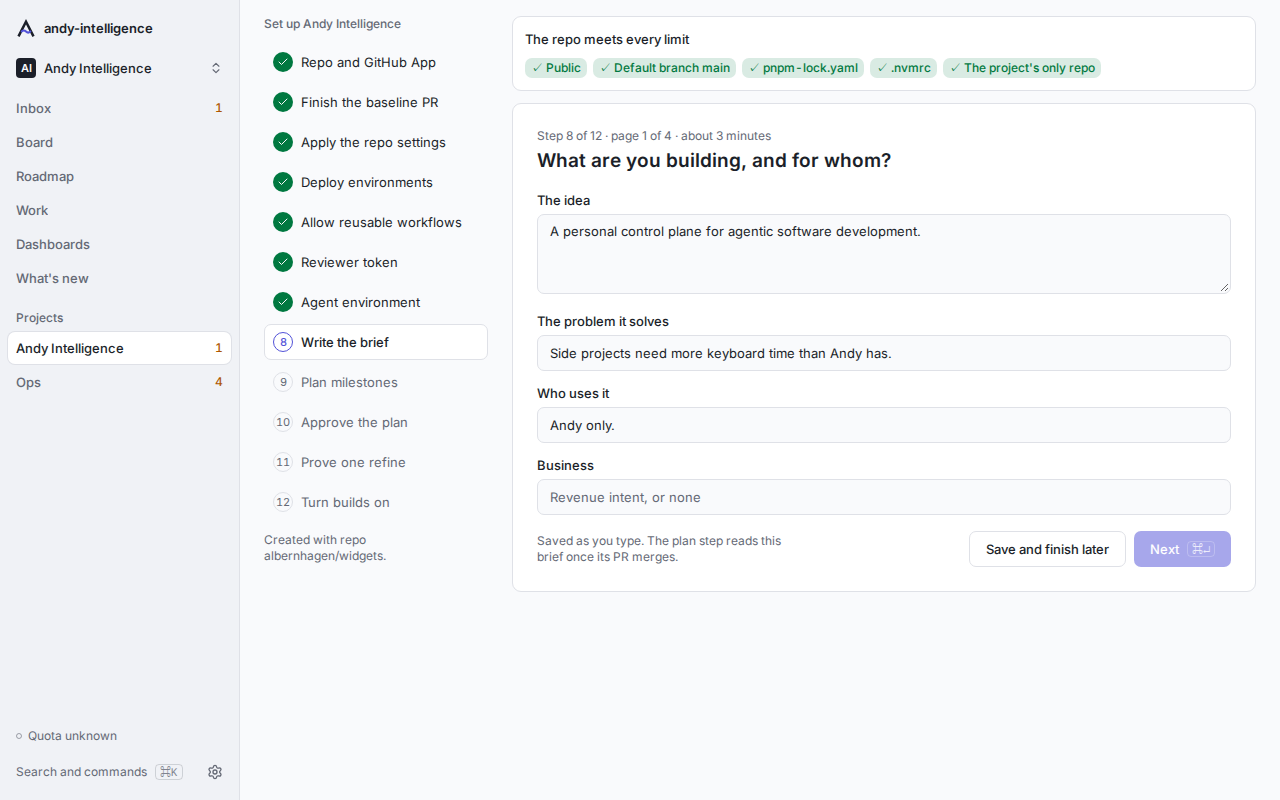 andy-intelligence
AI Andy Intelligence
Inbox 1
Board
Roadmap
Work
Dashboards
What's new
Projects
Andy Intelligence 1
Ops 4
Quota unknown
Search and commands ⌘K
Set up Andy Intelligence
Repo and GitHub App
Finish the baseline PR
Apply the repo settings
Deploy environments
Allow reusable workflows
Reviewer token
Agent environment
8 Write the brief
9 Plan milestones
10 Approve the plan
11 Prove one refine
12 Turn builds on
Created with repo
albernhagen/widgets.
The repo meets every limit
✓ Public ✓ Default branch main ✓ pnpm-lock.yaml ✓ .nvmrc ✓ The project's only repo
Step 8 of 12 · page 1 of 4 · about 3 minutes
What are you building, and for whom?
The idea
A personal control plane for agentic software development.
The problem it solves
Side projects need more keyboard time than Andy has.
Who uses it
Andy only.
Business
Revenue intent, or none
Saved as you type. The plan step reads this
brief once its PR merges.
Save and finish later
Next ⌘↵